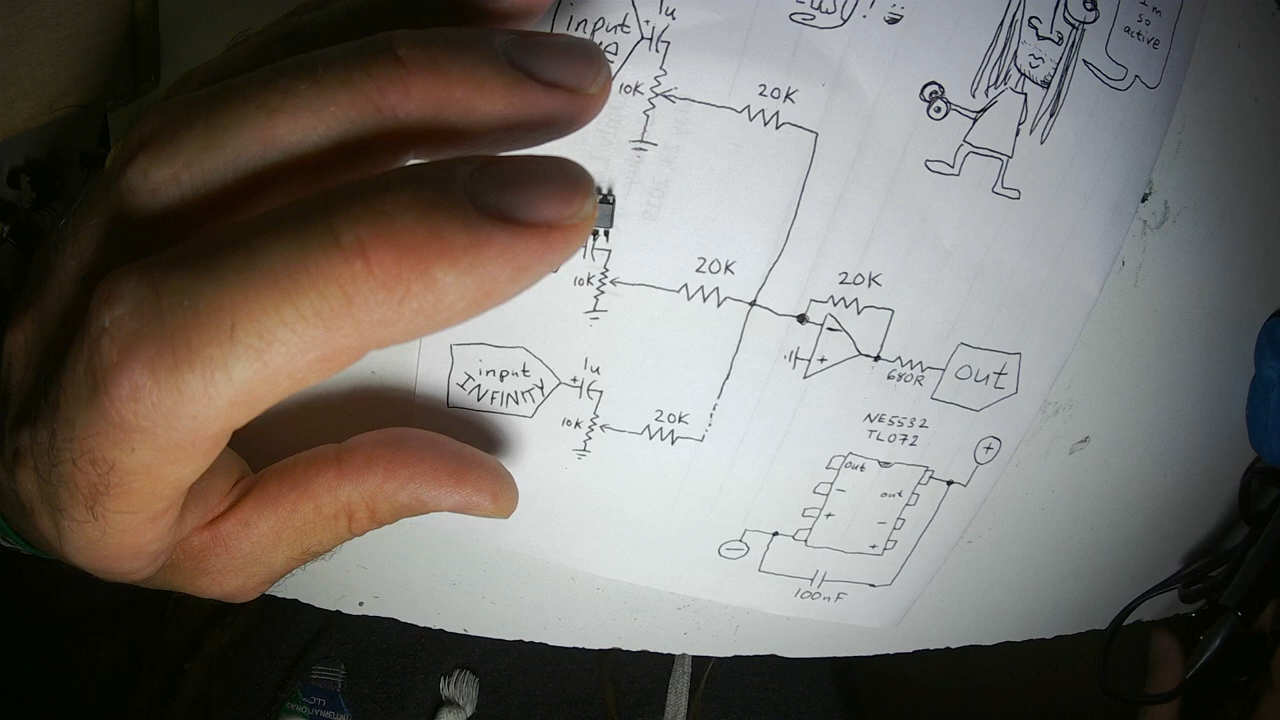 input
1u
I'm
so
active
10K
20K
20K
20K
10K
input
INFINITY
1u
10K
20K
-
+
680R
out
NE5532
TL072
+
out
-
+
out
-
+
-
100nF